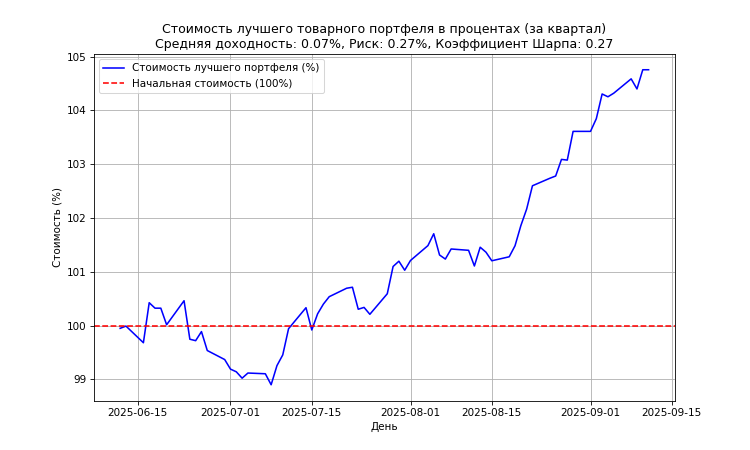 Стоимость лучшего товарного портфеля в процентах (за квартал)
Средняя доходность: 0.07%, Риск: 0.27%, Коэффициент Шарпа: 0.27
Стоимость лучшего портфеля (%)
Начальная стоимость (100%)
Стоимость (%)
105
104
103
102
101
100
99
2025-06-15 2025-07-01 2025-07-15 2025-08-01 2025-08-15 2025-09-01 2025-09-15
День